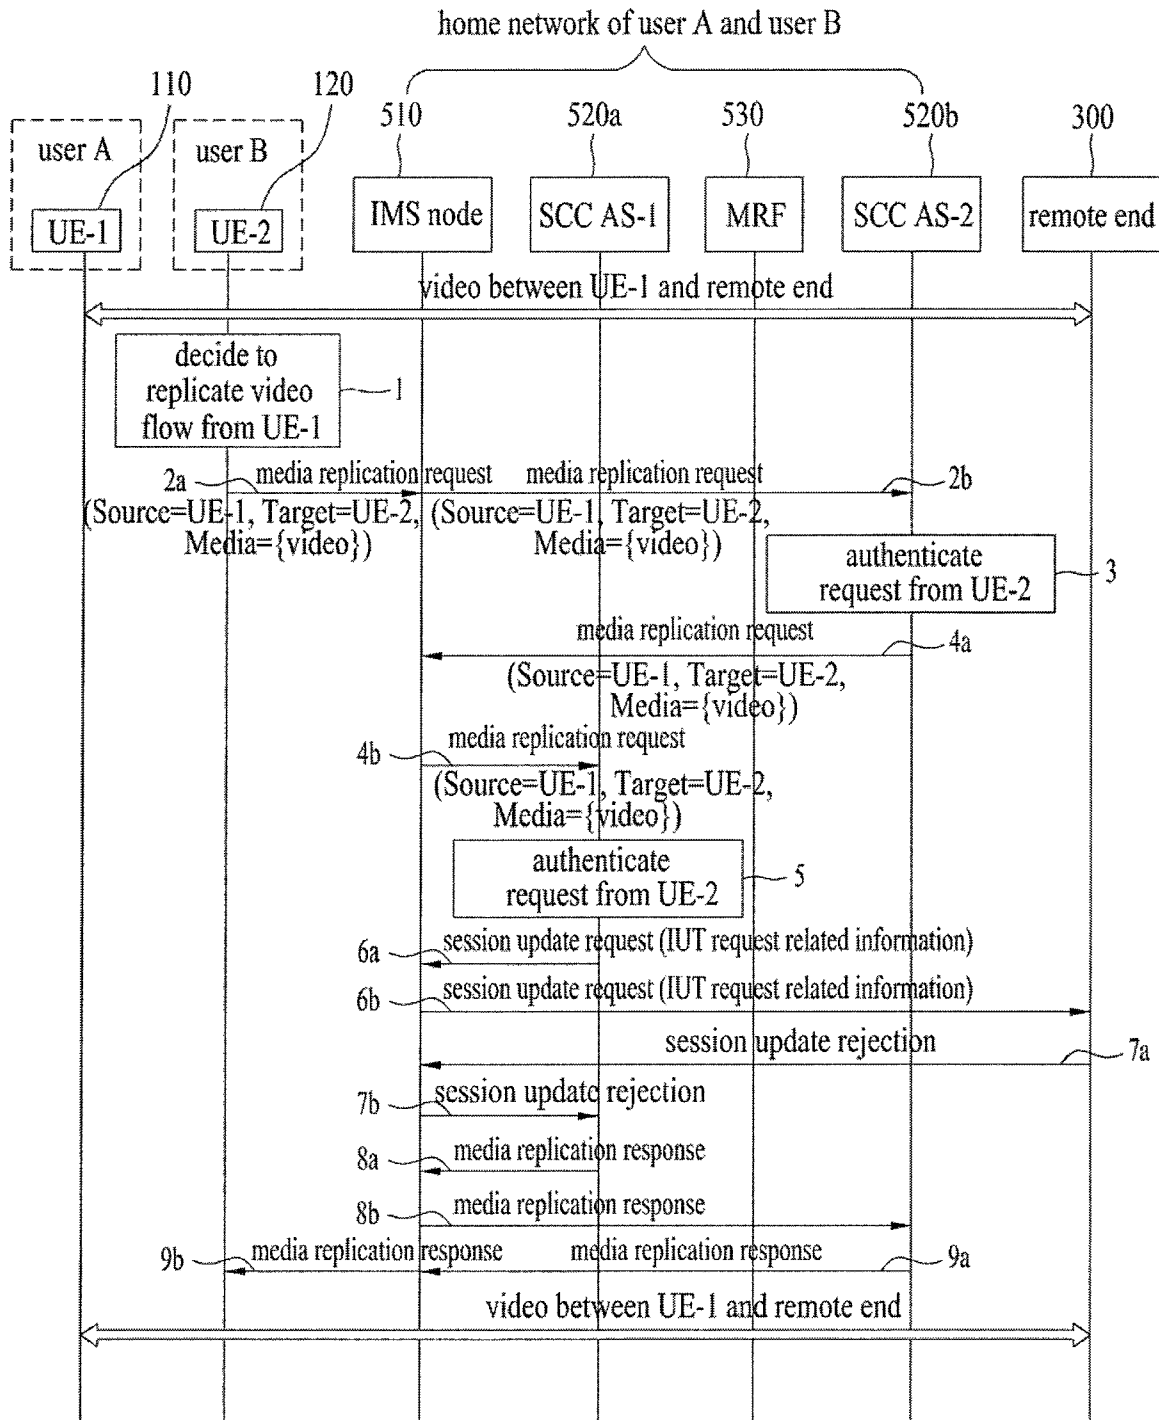 home network of user A and user B
110
120
510
520a
530
520b
300
user A
user B
UE-1
UE-2
IMS node
SCC AS-1
MRF
SCC AS-2
remote end
video between UE-1 and remote end
decide to
replicate video
flow from UE-1
1
2a
media replication request
media replication request
2b
(Source=UE-1, Target=UE-2,
Media={video})
(Source=UE-1, Target=UE-2,
Media={video})
authenticate
request from UE-2
3
media replication request
4a
(Source=UE-1, Target=UE-2,
Media={video})
4b
media replication request
(Source=UE-1, Target=UE-2,
Media={video})
authenticate
request from UE-2
5
6a
session update request (IUT request related information)
6b
session update request (IUT request related information)
session update rejection
7a
7b
session update rejection
8a
media replication response
8b
media replication response
9b
media replication response
media replication response
9a
video between UE-1 and remote end